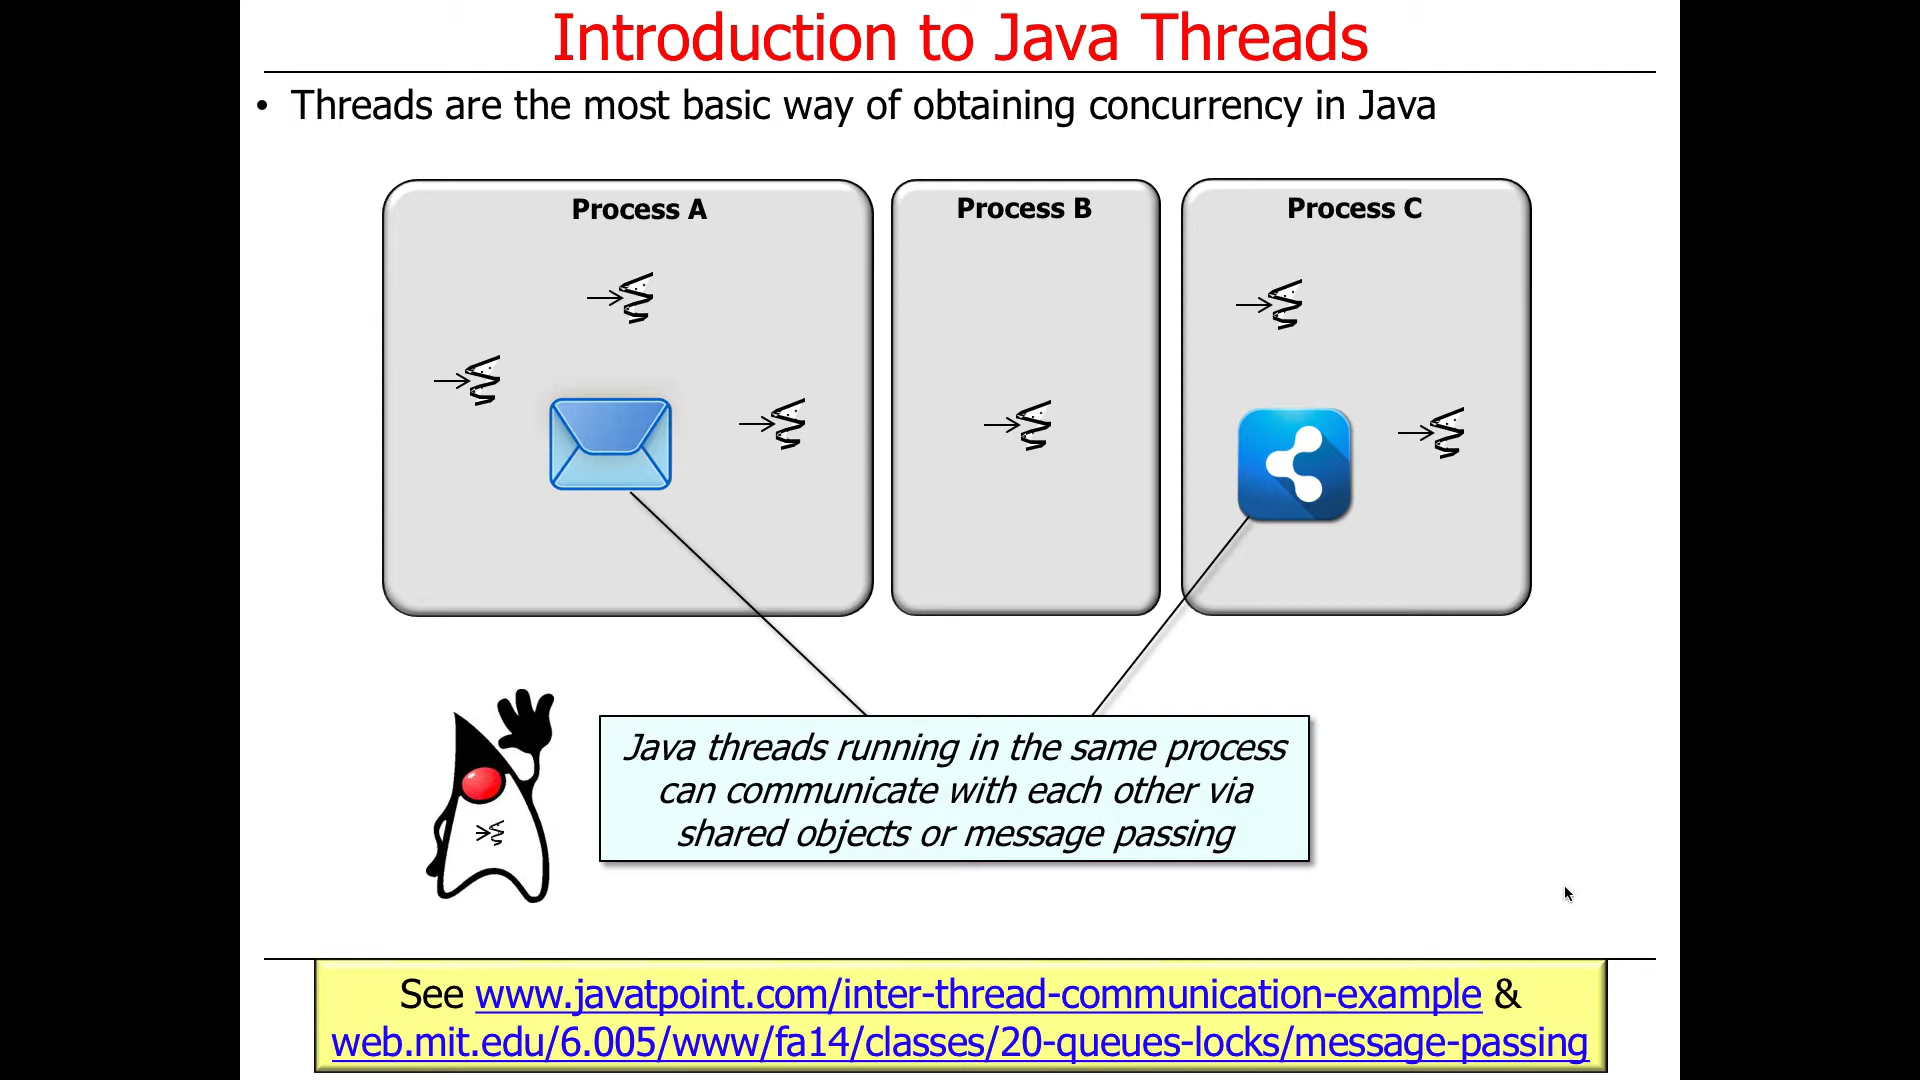 Introduction to Java Threads
• Threads are the most basic way of obtaining concurrency in Java
Process A
Process B
Process C
Java threads running in the same process
can communicate with each other via
shared objects or message passing
See www.javatpoint.com/inter-thread-communication-example &
web.mit.edu/6.005/www/fa14/classes/20-queues-locks/message-passing